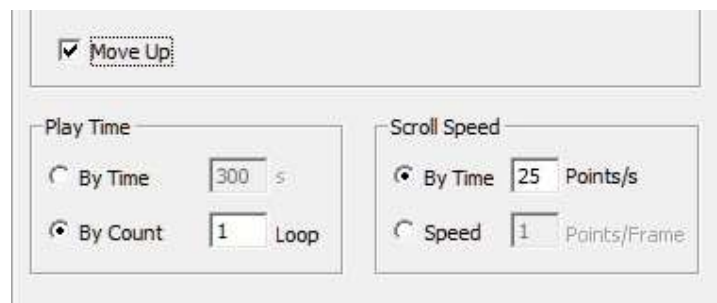 Move Up
Play Time
By Time 300 s
By Count 1 Loop
Scroll Speed
By Time 25 Points/s
Speed 1 Points/Frame